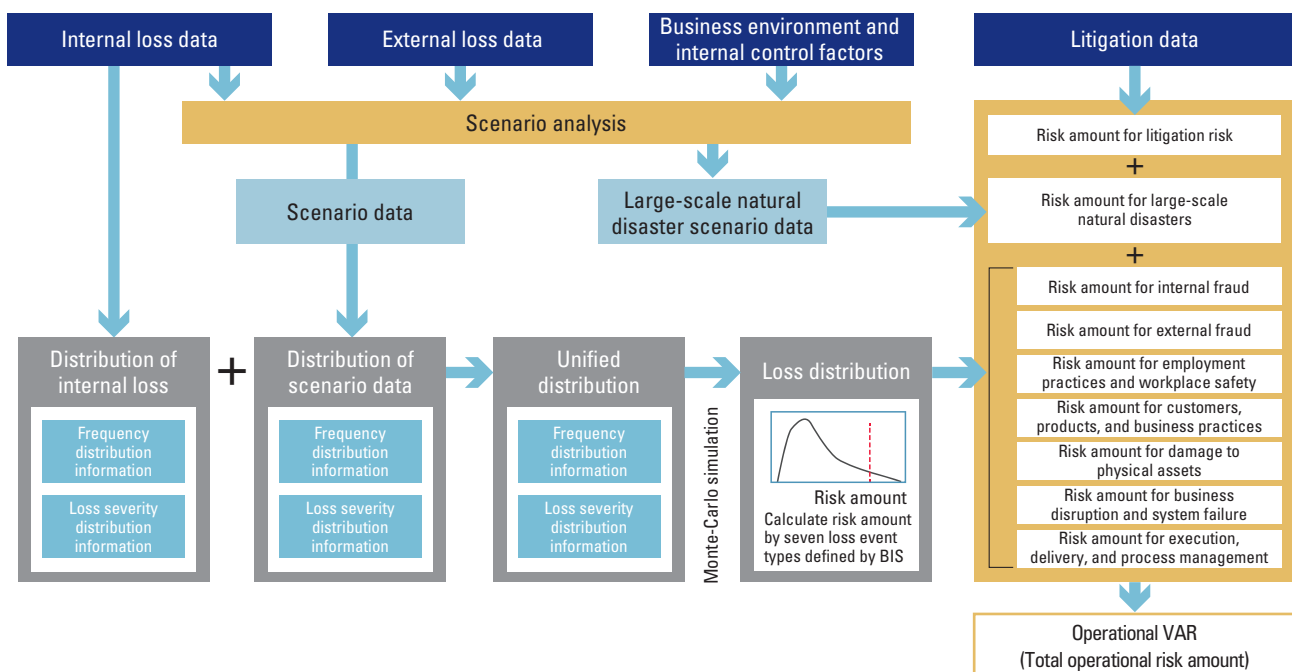 Internal loss data
External loss data
Business environment and
internal control factors
Litigation data
Scenario analysis
Risk amount for litigation risk
+
Scenario data
Large-scale natural
disaster scenario data
Risk amount for large-scale
natural disasters
+
Risk amount for internal fraud
Risk amount for external fraud
Risk amount for employment
practices and workplace safety
Risk amount for customers,
products, and business practices
Risk amount for damage to
physical assets
Risk amount for business
disruption and system failure
Risk amount for execution,
delivery, and process management
Distribution of
internal loss
Frequency
distribution
information
Loss severity
distribution
information
+
Distribution of
scenario data
Frequency
distribution
information
Loss severity
distribution
information
Unified
distribution
Frequency
distribution
information
Loss severity
distribution
information
Monte-Carlo simulation
Loss distribution
Risk amount
Calculate risk amount
by seven loss event
types defined by BIS
Operational VAR
(Total operational risk amount)